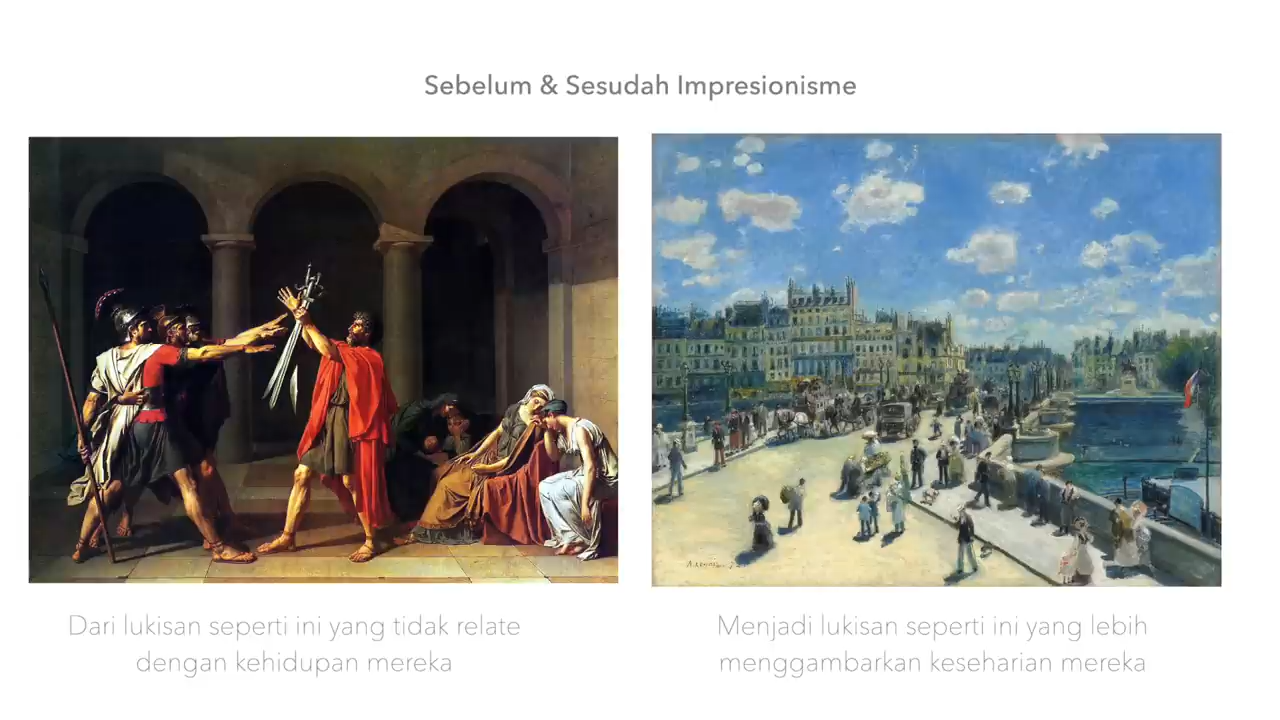 Sebelum & Sesudah Impresionisme
Dari lukisan seperti ini yang tidak relate
dengan kehidupan mereka
Menjadi lukisan seperti ini yang lebih
menggambarkan keseharian mereka